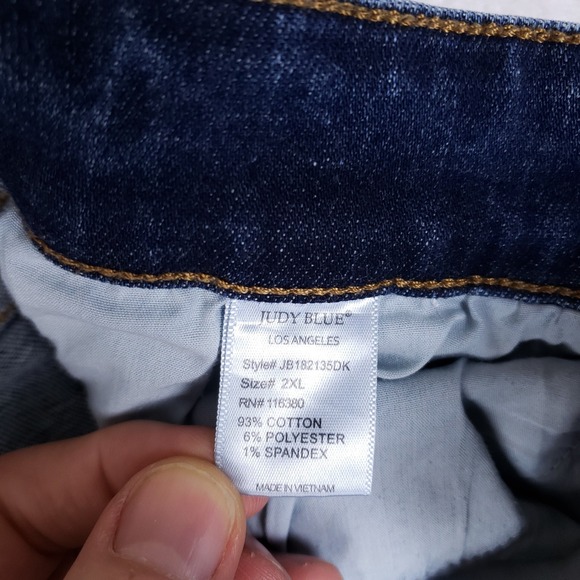 JUDY BLUE®
LOS ANGELES
Style# JB182135DK
Size# 2XL
RN# 116380
93% COTTON
6% POLYESTER
1% SPANDEX
MADE IN VIETNAM